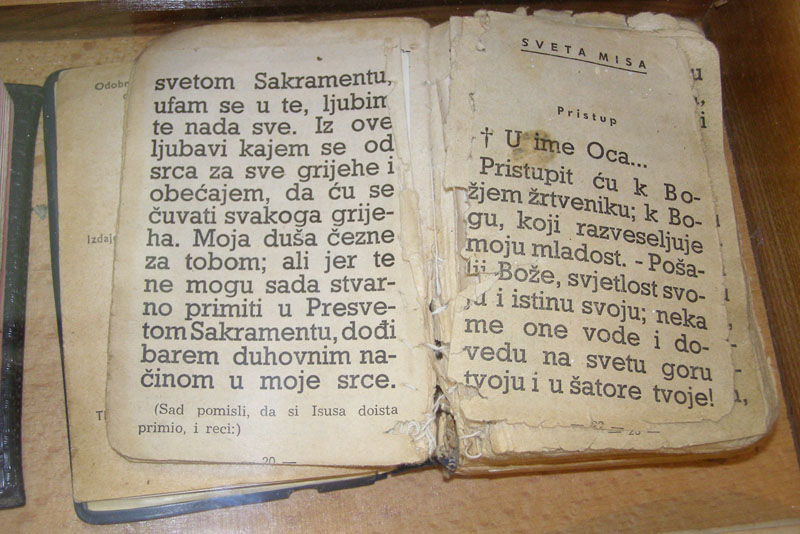 Odobr
svetom Sakramentu,
ufam se u te, ljubim
te nada sve. Iz ove
ljubavi kajem se od
srca za sve grijehe i
obećajem, da ću se
čuvati svakoga grije-
ha. Moja duša čezne
za tobom; ali jer te
ne mogu sada stvar-
no primiti u Presve-
tom Sakramentu, dođi
barem duhovnim na-
činom u moje srce.
(Sad pomisli, da si Isusa doista
primio, i reci:)
20 —
Izdaje
SVETA MISA
Pristup
† U ime Oca...
Pristupit ću k Bo-
žjem žrtveniku; k Bo-
gu, koji razveseljuje
moju mladost. - Poša-
lji Bože, svjetlost svo-
ju i istinu svoju; neka
me one vode i do-
vedu na svetu goru
tvoju i u šatore tvoje!